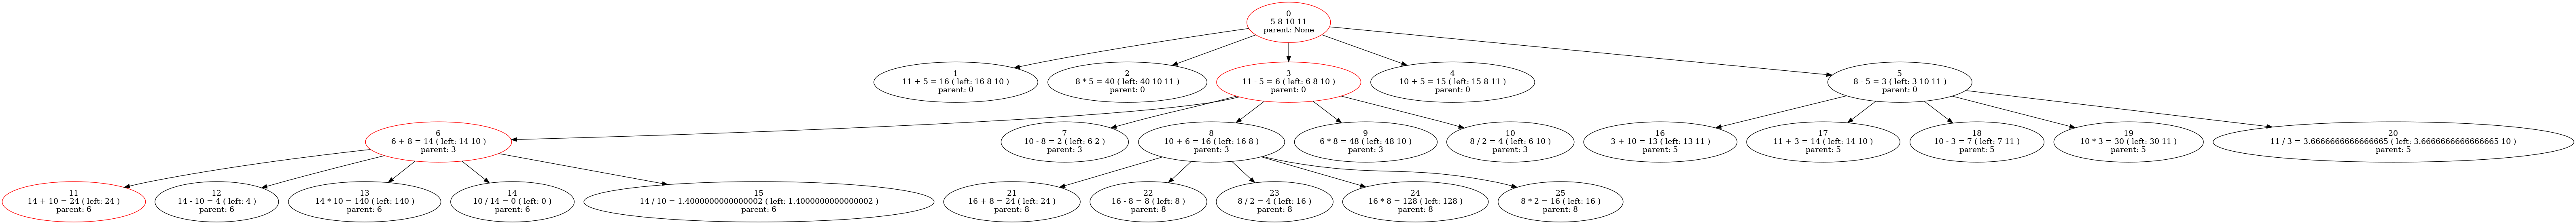 0
5 8 10 11
parent: None
1
11 + 5 = 16 ( left: 16 8 10 )
parent: 0
2
8 * 5 = 40 ( left: 40 10 11 )
parent: 0
3
11 - 5 = 6 ( left: 6 8 10 )
parent: 0
4
10 + 5 = 15 ( left: 15 8 11 )
parent: 0
5
8 - 5 = 3 ( left: 3 10 11 )
parent: 0
6
6 + 8 = 14 ( left: 14 10 )
parent: 3
7
10 - 8 = 2 ( left: 6 2 )
parent: 3
8
10 + 6 = 16 ( left: 16 8 )
parent: 3
9
6 * 8 = 48 ( left: 48 10 )
parent: 3
10
8 / 2 = 4 ( left: 6 10 )
parent: 3
16
3 + 10 = 13 ( left: 13 11 )
parent: 5
17
11 + 3 = 14 ( left: 14 10 )
parent: 5
18
10 - 3 = 7 ( left: 7 11 )
parent: 5
19
10 * 3 = 30 ( left: 30 11 )
parent: 5
20
11 / 3 = 3.6666666666666665 ( left: 3.6666666666666665 10 )
parent: 5
11
14 + 10 = 24 ( left: 24 )
parent: 6
12
14 - 10 = 4 ( left: 4 )
parent: 6
13
14 * 10 = 140 ( left: 140 )
parent: 6
14
10 / 14 = 0 ( left: 0 )
parent: 6
15
14 / 10 = 1.4000000000000002 ( left: 1.4000000000000002 )
parent: 6
21
16 + 8 = 24 ( left: 24 )
parent: 8
22
16 - 8 = 8 ( left: 8 )
parent: 8
23
8 / 2 = 4 ( left: 16 )
parent: 8
24
16 * 8 = 128 ( left: 128 )
parent: 8
25
8 * 2 = 16 ( left: 16 )
parent: 8